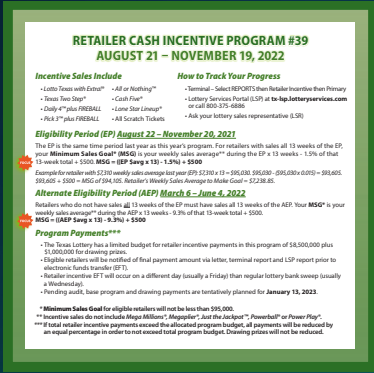 RETAILER CASH INCENTIVE PROGRAM #39
AUGUST 21 – NOVEMBER 19, 2022
Incentive Sales Include
• Lotto Texas with Extra!®
• Texas Two Step®
• Daily 4™ plus FIREBALL
• Pick 3™ plus FIREBALL
• All or Nothing™
• Cash Five®
• Lone Star Lineup®
• All Scratch Tickets
How to Track Your Progress
• Terminal – Select REPORTS then Retailer Incentive then Primary
• Lottery Services Portal (LSP) at tx-lsp.lotteryservices.com
or call 800-375-6886
• Ask your lottery sales representative (LSR)
Eligibility Period (EP) August 22 – November 20, 2021
The EP is the same time period last year as this year's program. For retailers with sales all 13 weeks of the EP,
your Minimum Sales Goal* (MSG) is your weekly sales average** during the EP x 13 weeks - 1.5% of that
13-week total + $500. MSG = ((EP Savg x 13) - 1.5%) + $500
Example for retailer with $7,310 weekly sales average last year (EP): $7,310 x 13 = $95,030. $95,030 - ($95,030 x 0.015) = $93,605.
$93,605 + $500 = MSG of $94,105. Retailer's Weekly Sales Average to Make Goal = $7,238.85.
Alternate Eligibility Period (AEP) March 6 – June 4, 2022
Retailers who do not have sales all 13 weeks of the EP must have sales all 13 weeks of the AEP. Your MSG* is your
weekly sales average** during the AEP x 13 weeks - 9.3% of that 13-week total + $500.
MSG = ((AEP Savg x 13) - 9.3%) + $500
Program Payments***
• The Texas Lottery has a limited budget for retailer incentive payments in this program of $8,500,000 plus
$1,000,000 for drawing prizes.
• Eligible retailers will be notified of final payment amount via letter, terminal report and LSP report prior to
electronic funds transfer (EFT).
• Retailer incentive EFT will occur on a different day (usually a Friday) than regular lottery bank sweep (usually
a Wednesday).
• Pending audit, base program and drawing payments are tentatively planned for January 13, 2023.
* Minimum Sales Goal for eligible retailers will not be less than $95,000.
** Incentive sales do not include Mega Millions®, Megaplier®, Just the Jackpot™, Powerball® or Power Play®.
*** If total retailer incentive payments exceed the allocated program budget, all payments will be reduced by
an equal percentage in order to not exceed total program budget. Drawing prizes will not be reduced.